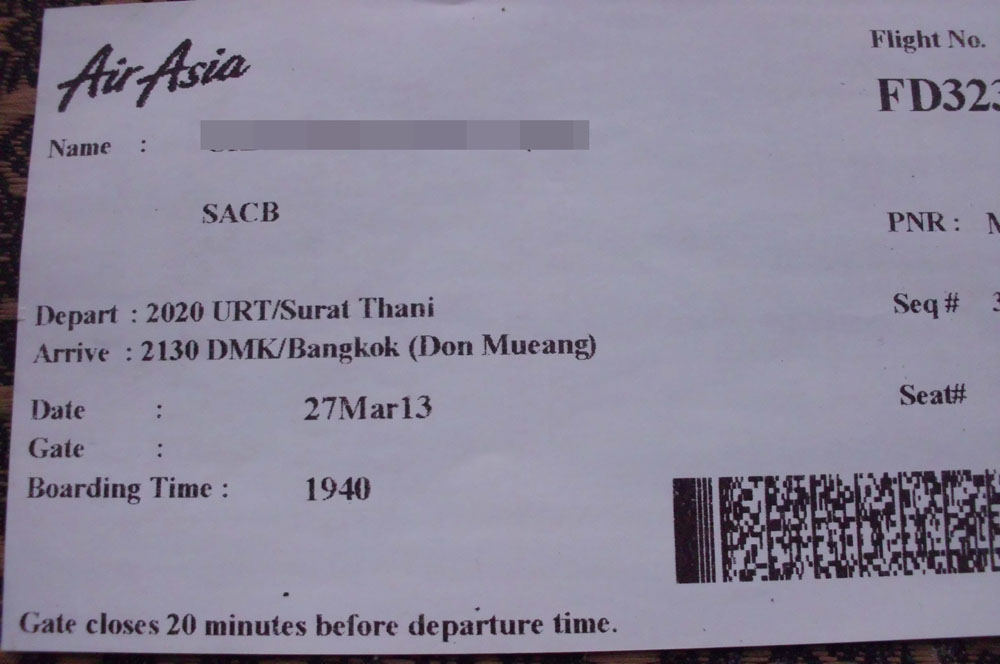 AirAsia
Flight No.
FD323
Name :
SACB
PNR :
Depart : 2020 URT/Surat Thani
Seq #
Arrive : 2130 DMK/Bangkok (Don Mueang)
Date : 27Mar13
Seat#
Gate :
Boarding Time : 1940
Gate closes 20 minutes before departure time.